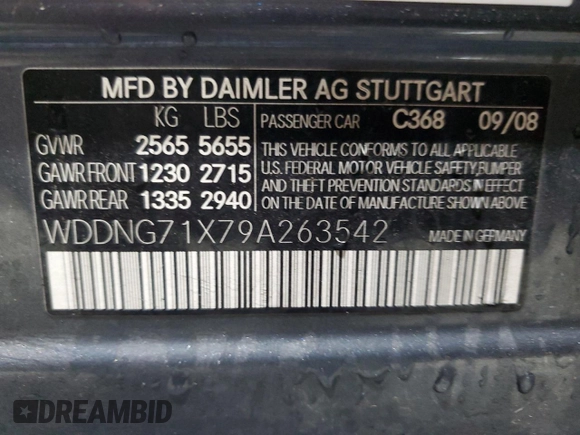 MFD BY DAIMLER AG STUTTGART
KG LBS
GVWR 2565 5655
GAWR FRONT 1230 2715
GAWR REAR 1335 2940
PASSENGER CAR C368 09/08
THIS VEHICLE CONFORMS TO ALL APPLICABLE
U.S. FEDERAL MOTOR VEHICLE SAFETY, BUMPER
AND THEFT PREVENTION STANDARDS IN EFFECT
ON THE DATE OF MANUFACTURE SHOWN ABOVE.
WDDNG71X79A263542 MADE IN GERMANY
DREAMBID